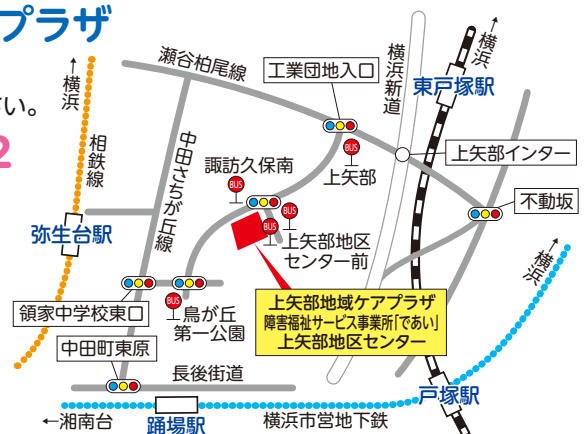 プラザ
さい。
2
↑横浜
相鉄線
弥生台駅
瀬谷柏尾線
中田さちが丘線
工業団地入口
横浜新道
東戸塚駅
↑横浜
BUS
上矢部
上矢部インター
不動坂
諏訪久保南
BUS
BUS
BUS
上矢部地区
センター前
領家中学校東口
BUS
鳥が丘
第一公園
上矢部地域ケアプラザ
障害福祉サービス事業所「であい」
上矢部地区センター
↑横浜
中田町東原
長後街道
戸塚駅
←湘南台
踊場駅
横浜市営地下鉄